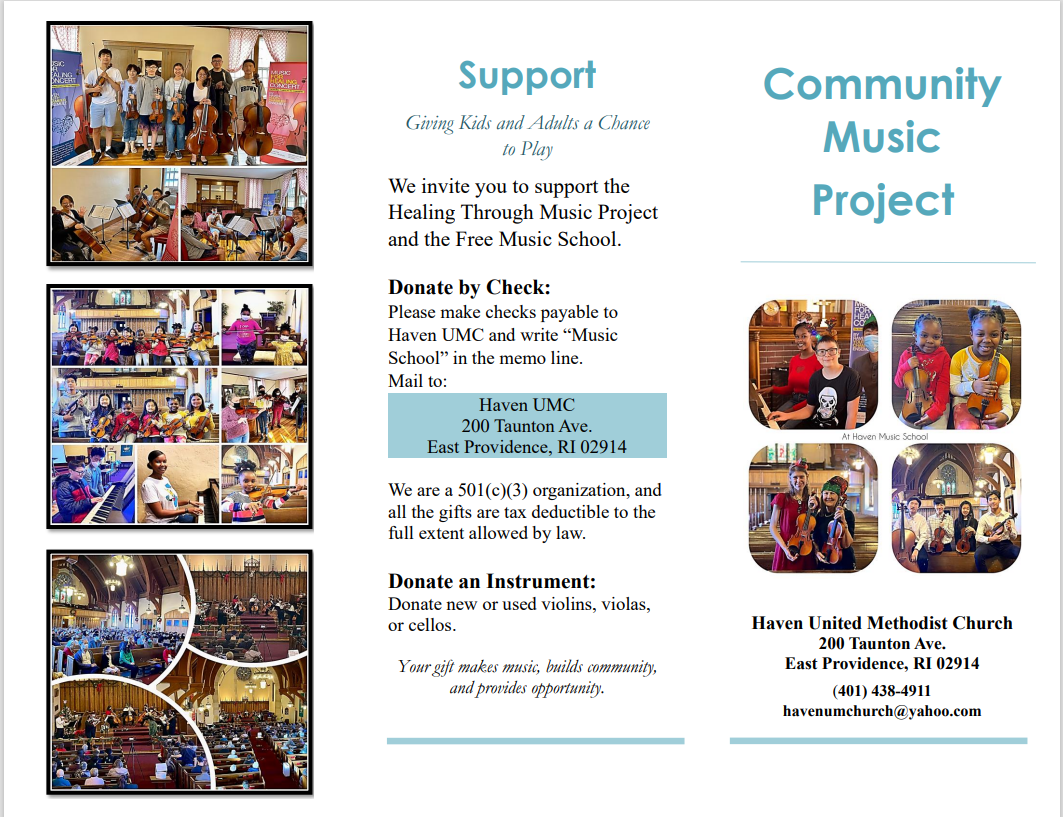 MUSIC
FOR
HEALING
CONCERT
BROWN
Support
Giving Kids and Adults a Chance
to Play
We invite you to support the
Healing Through Music Project
and the Free Music School.
Donate by Check:
Please make checks payable to
Haven UMC and write “Music
School” in the memo line.
Mail to:
Haven UMC
200 Taunton Ave.
East Providence, RI 02914
We are a 501(c)(3) organization, and
all the gifts are tax deductible to the
full extent allowed by law.
Donate an Instrument:
Donate new or used violins, violas,
or cellos.
Your gift makes music, builds community,
and provides opportunity.
Community
Music
Project
At Haven Music School
Haven United Methodist Church
200 Taunton Ave.
East Providence, RI 02914
(401) 438-4911
havenumchurch@yahoo.com